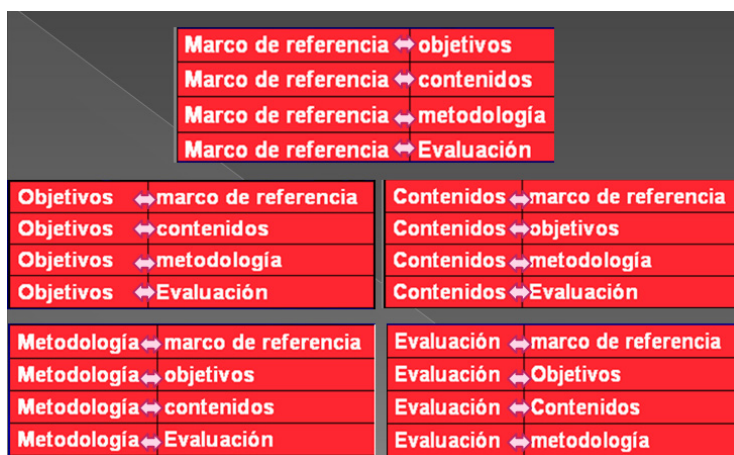 Marco de referencia ⇔ objetivos
Marco de referencia ⇔ contenidos
Marco de referencia ⇔ metodología
Marco de referencia ⇔ Evaluación
Objetivos ⇔ marco de referencia
Objetivos ⇔ contenidos
Objetivos ⇔ metodología
Objetivos ⇔ Evaluación
Contenidos ⇔ marco de referencia
Contenidos ⇔ objetivos
Contenidos ⇔ metodología
Contenidos ⇔ Evaluación
Metodología ⇔ marco de referencia
Metodología ⇔ objetivos
Metodología ⇔ contenidos
Metodología ⇔ Evaluación
Evaluación ⇔ marco de referencia
Evaluación ⇔ Objetivos
Evaluación ⇔ Contenidos
Evaluación ⇔ metodología